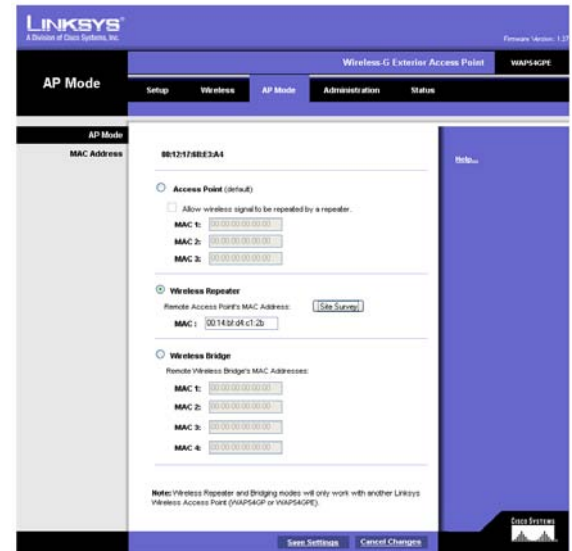 LINKSYS®
A Division of Cisco Systems, Inc.
Firmware Version: 1.27
Wireless-G Exterior Access Point
WAP54GPE
AP Mode
Setup Wireless AP Mode Administration Status
AP Mode
MAC Address
00:12:17:6B:E3:A4
Help...
Access Point (default)
Allow wireless signal to be repeated by a repeater.
MAC 1: 00:00:00:00:00:00
MAC 2: 00:00:00:00:00:00
MAC 3: 00:00:00:00:00:00
Wireless Repeater
Remote Access Point's MAC Address: Site Survey
MAC : 00:14:bf:d4:c1:2b
Wireless Bridge
Remote Wireless Bridge's MAC Addresses:
MAC 1: 00:00:00:00:00:00
MAC 2: 00:00:00:00:00:00
MAC 3: 00:00:00:00:00:00
MAC 4: 00:00:00:00:00:00
Note: Wireless Repeater and Bridging modes will only work with another Linksys
Wireless Access Point (WAP54GP or WAP54GPE).
Save Settings Cancel Changes
CISCO SYSTEMS